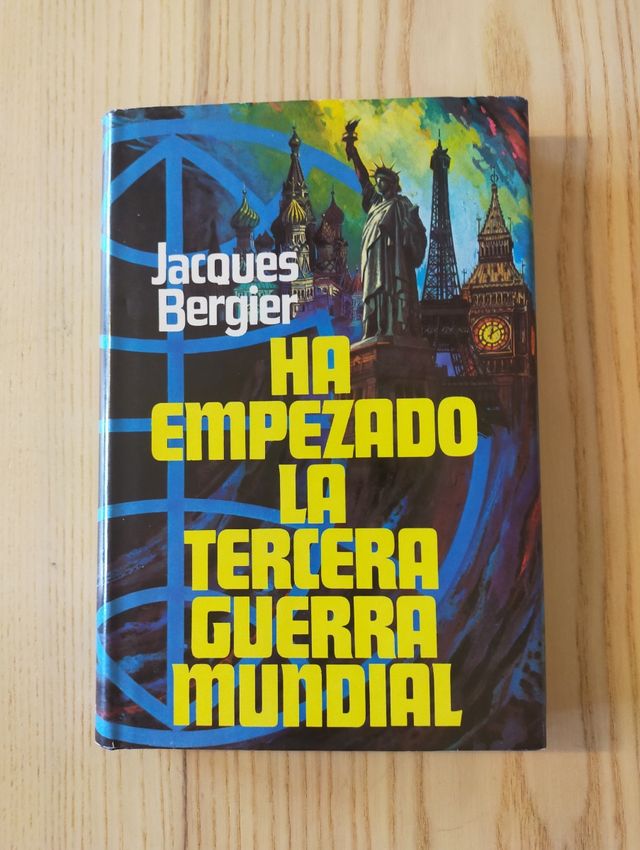 Jacques
Bergier
HA
EMPEZADO
LA
TERCERA
GUERRA
MUNDIAL